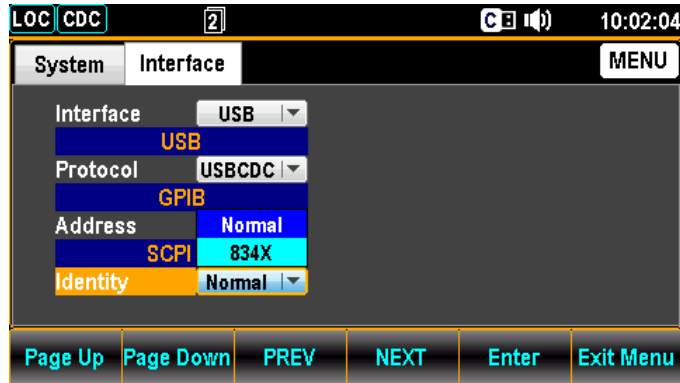 LOC CDC 2 C 10:02:04
System Interface MENU
Interface USB
USB
Protocol USBCDC
GPIB
Address Normal
SCPI 834X
Identity Normal
Page Up Page Down PREV NEXT Enter Exit Menu